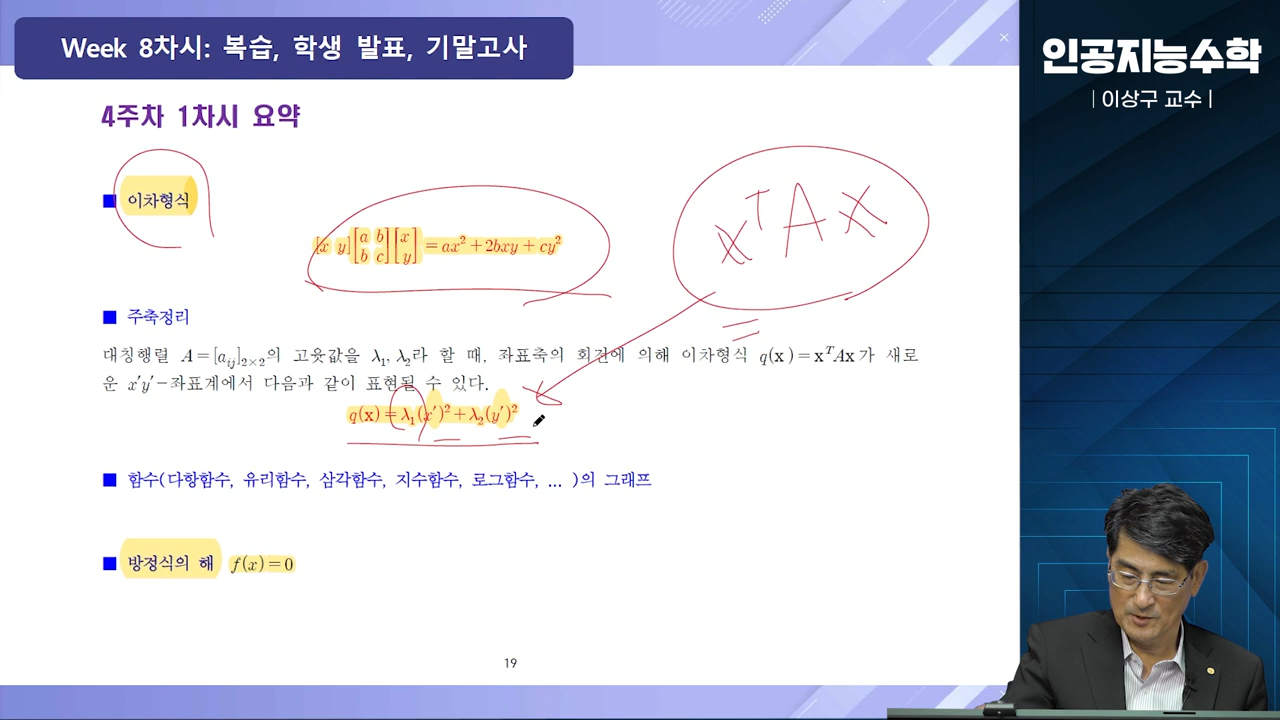 Week 8차시: 복습, 학생 발표, 기말고사
인공지능수학
| 이상구 교수 |
4주차 1차시 요약
■ 이차형식
[x y][a b b c][x y] = ax² + 2bxy + cy²
xᵀAx
■ 주축정리
대칭행렬 A = [aᵢⱼ]₂ₓ₂의 고윳값을 λ₁, λ₂라 할 때, 좌표축의 회전에 의해 이차형식 q(x) = xᵀAx가 새로
운 x′y′-좌표계에서 다음과 같이 표현될 수 있다.
q(x) = λ₁(x′)² + λ₂(y′)²
■ 함수(다항함수, 유리함수, 삼각함수, 지수함수, 로그함수, ... )의 그래프
■ 방정식의 해 f(x) = 0
19